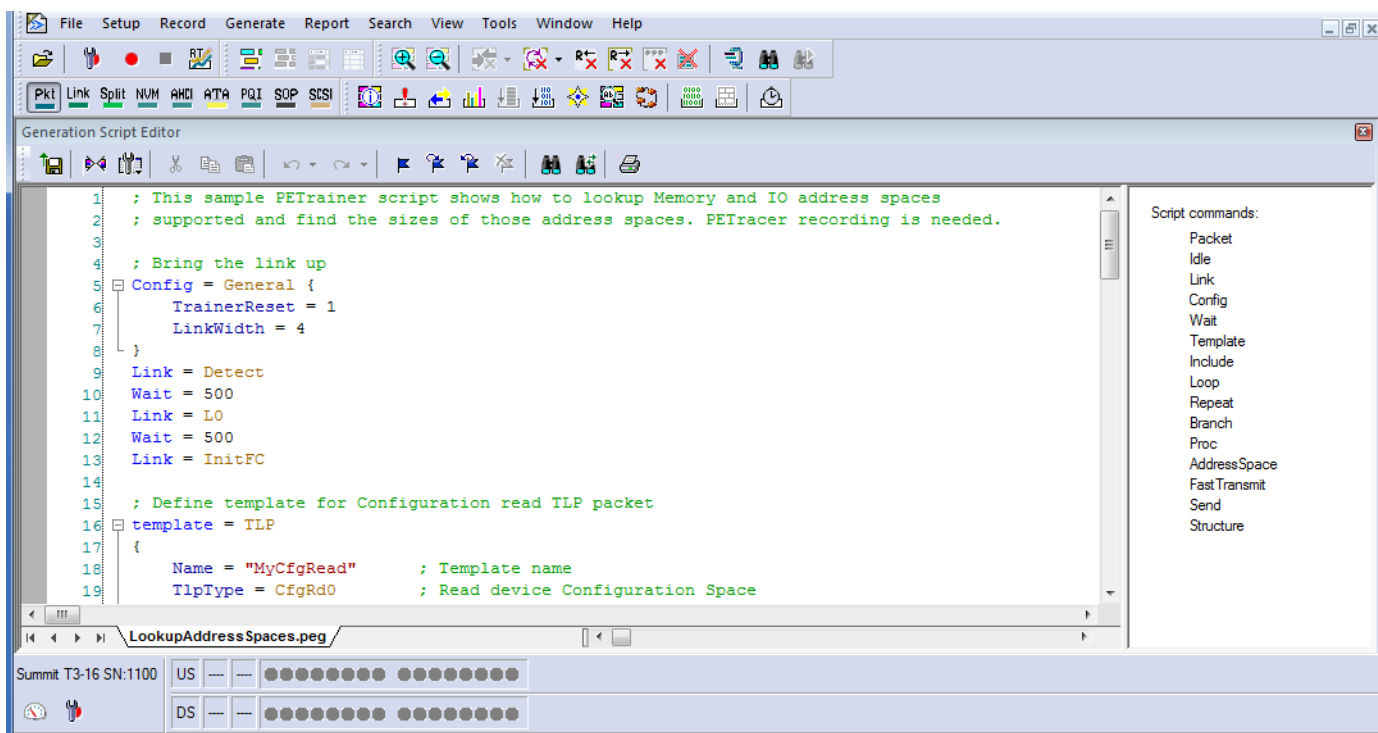 File Setup Record Generate Report Search View Tools Window Help
RT
Pkt Link Split NVM AHCI ATA PQI SOP SCSI
Generation Script Editor
1 ; This sample PETrainer script shows how to lookup Memory and IO address spaces
2 ; supported and find the sizes of those address spaces. PETracer recording is needed.
3
4 ; Bring the link up
5 Config = General {
6 TrainerReset = 1
7 LinkWidth = 4
8 }
9 Link = Detect
10 Wait = 500
11 Link = L0
12 Wait = 500
13 Link = InitFC
14
15 ; Define template for Configuration read TLP packet
16 template = TLP
17 {
18 Name = "MyCfgRead" ; Template name
19 TlpType = CfgRd0 ; Read device Configuration Space
Script commands:
Packet
Idle
Link
Config
Wait
Template
Include
Loop
Repeat
Branch
Proc
AddressSpace
FastTransmit
Send
Structure
LookupAddressSpaces.peg
Summit T3-16 SN:1100 US --- ---
DS --- ---